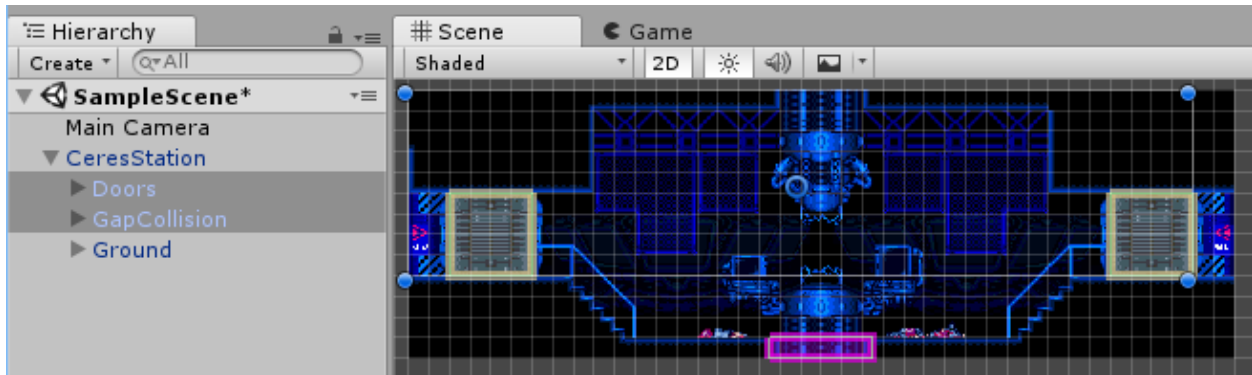 Hierarchy
Create
All
SampleScene*
Main Camera
CeresStation
Doors
GapCollision
Ground
Scene
Game
Shaded
2D